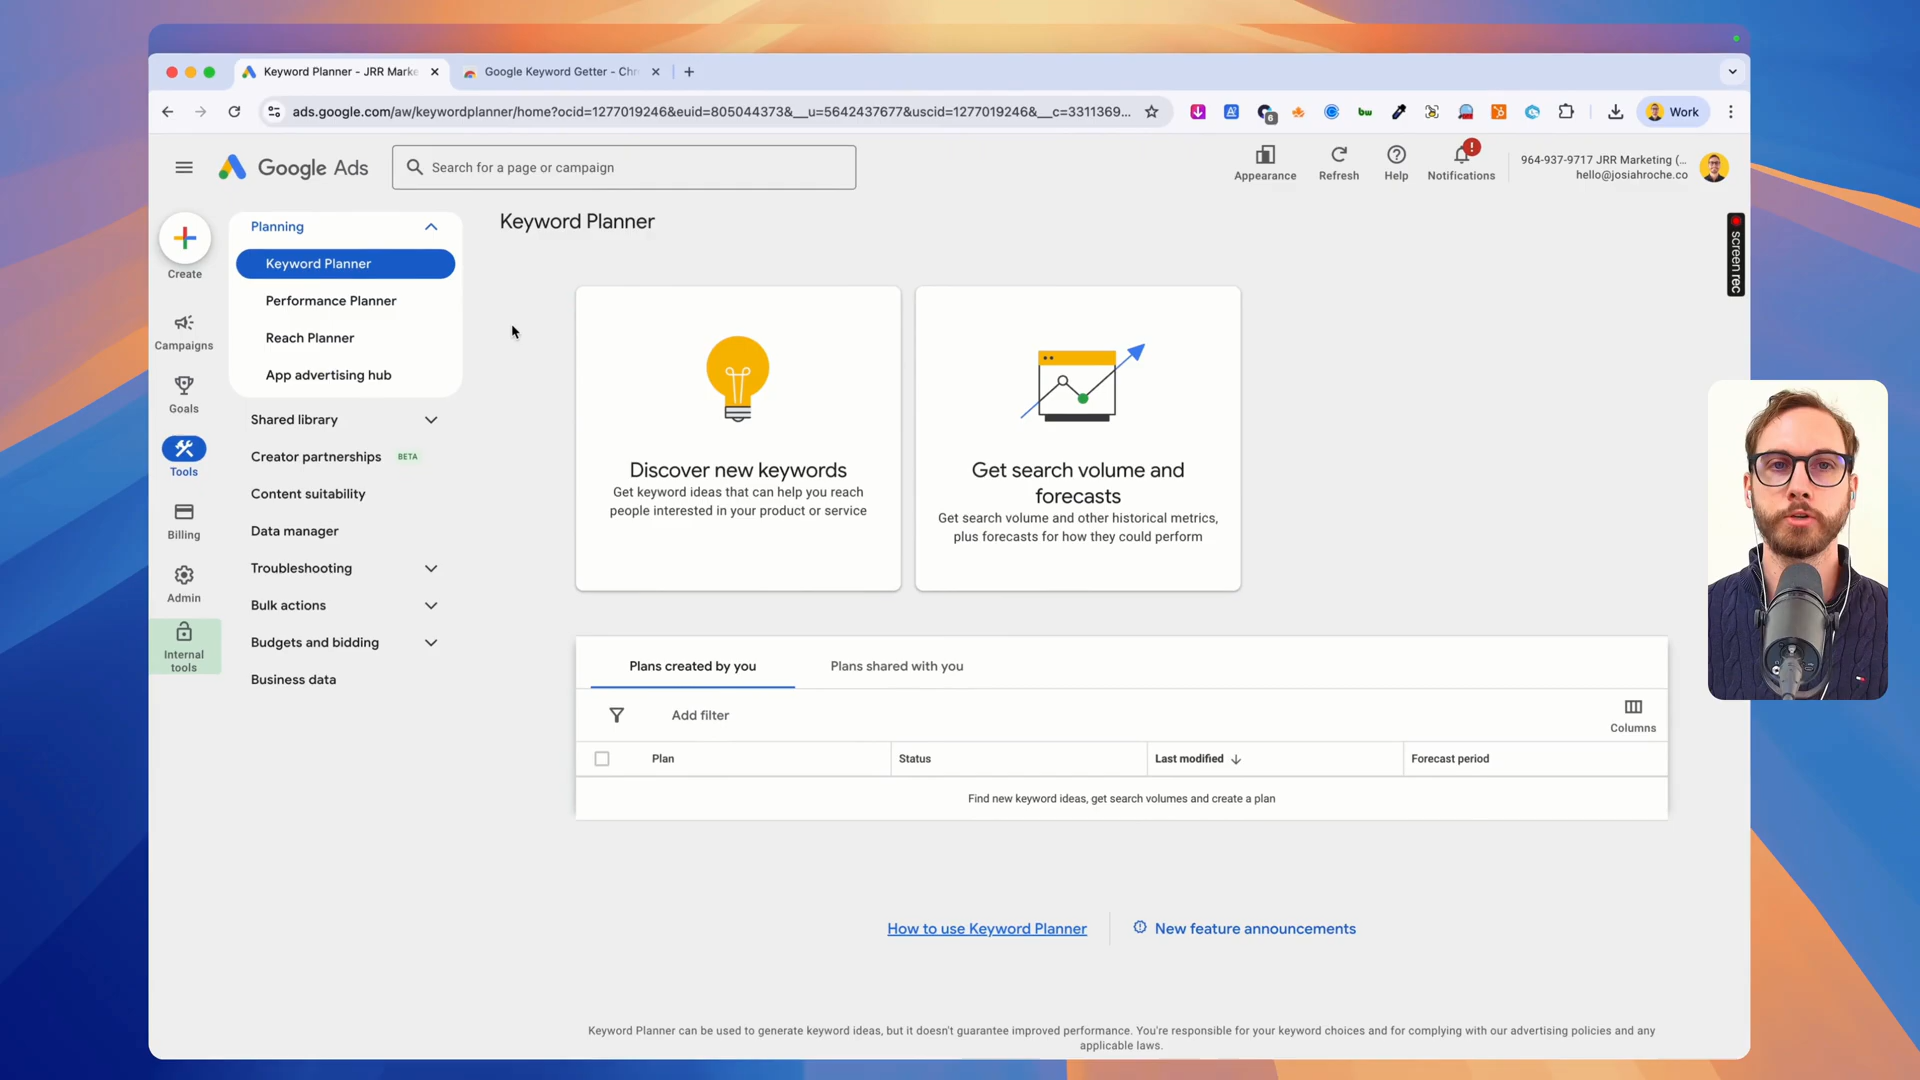 Keyword Planner - JRR Marke
Google Keyword Getter - Chr
ads.google.com/aw/keywordplanner/home?ocid=1277019246&euid=805044373&__u=5642437677&uscid=1277019246&__c=3311369...
6
bw
Work
Google Ads
Search for a page or campaign
Appearance
Refresh
Help
!
Notifications
964-937-9717 JRR Marketing (...
hello@josiahroche.co
Create
Campaigns
Goals
Tools
Billing
Admin
Internal
tools
Planning
Keyword Planner
Performance Planner
Reach Planner
App advertising hub
Shared library
Creator partnerships BETA
Content suitability
Data manager
Troubleshooting
Bulk actions
Budgets and bidding
Business data
Keyword Planner
Discover new keywords
Get keyword ideas that can help you reach
people interested in your product or service
Get search volume and
forecasts
Get search volume and other historical metrics,
plus forecasts for how they could perform
screen rec
Plans created by you
Plans shared with you
Add filter
Columns
Plan
Status
Last modified
Forecast period
Find new keyword ideas, get search volumes and create a plan
How to use Keyword Planner
New feature announcements
Keyword Planner can be used to generate keyword ideas, but it doesn't guarantee improved performance. You're responsible for your keyword choices and for complying with our advertising policies and any
applicable laws.